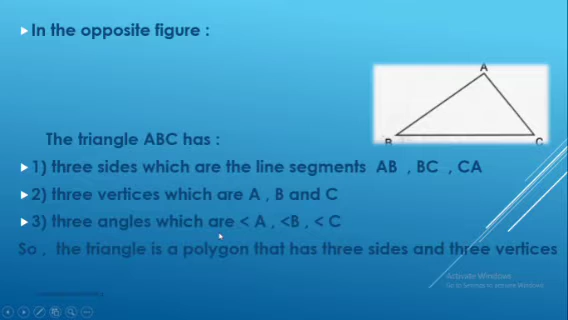 In the opposite figure :
A
B
C
The triangle ABC has :
1) three sides which are the line segments AB , BC , CA
2) three vertices which are A , B and C
3) three angles which are < A , <B , < C
So , the triangle is a polygon that has three sides and three vertices
Activate Windows
Go to Settings to activate Windows.